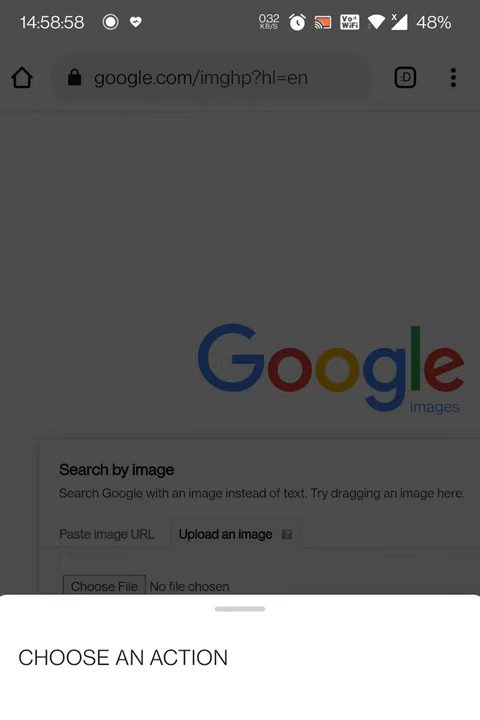 14:58:58 0.32 KB/S Vo WiFi X 48%
google.com/imghp?hl=en :D
Google
images
Search by image
Search Google with an image instead of text. Try dragging an image here.
Paste image URL Upload an image ?
Choose File No file chosen
CHOOSE AN ACTION